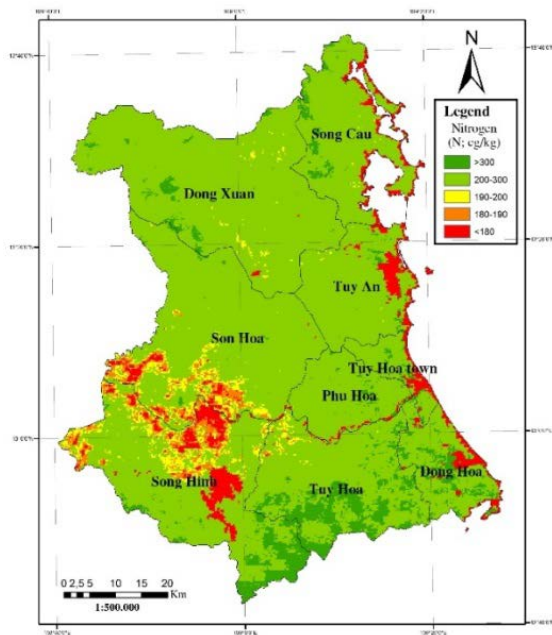 N
Legend
Nitrogen
(N; cg/kg)
>300
200-300
190-200
180-190
<180
Song Cau
Dong Xuan
Tuy An
Son Hoa
Tuy Hoa town
Phu Hoa
Dong Hoa
Song Hinh
Tuy Hoa
0 2,5 5 10 15 20
Km
1:500.000